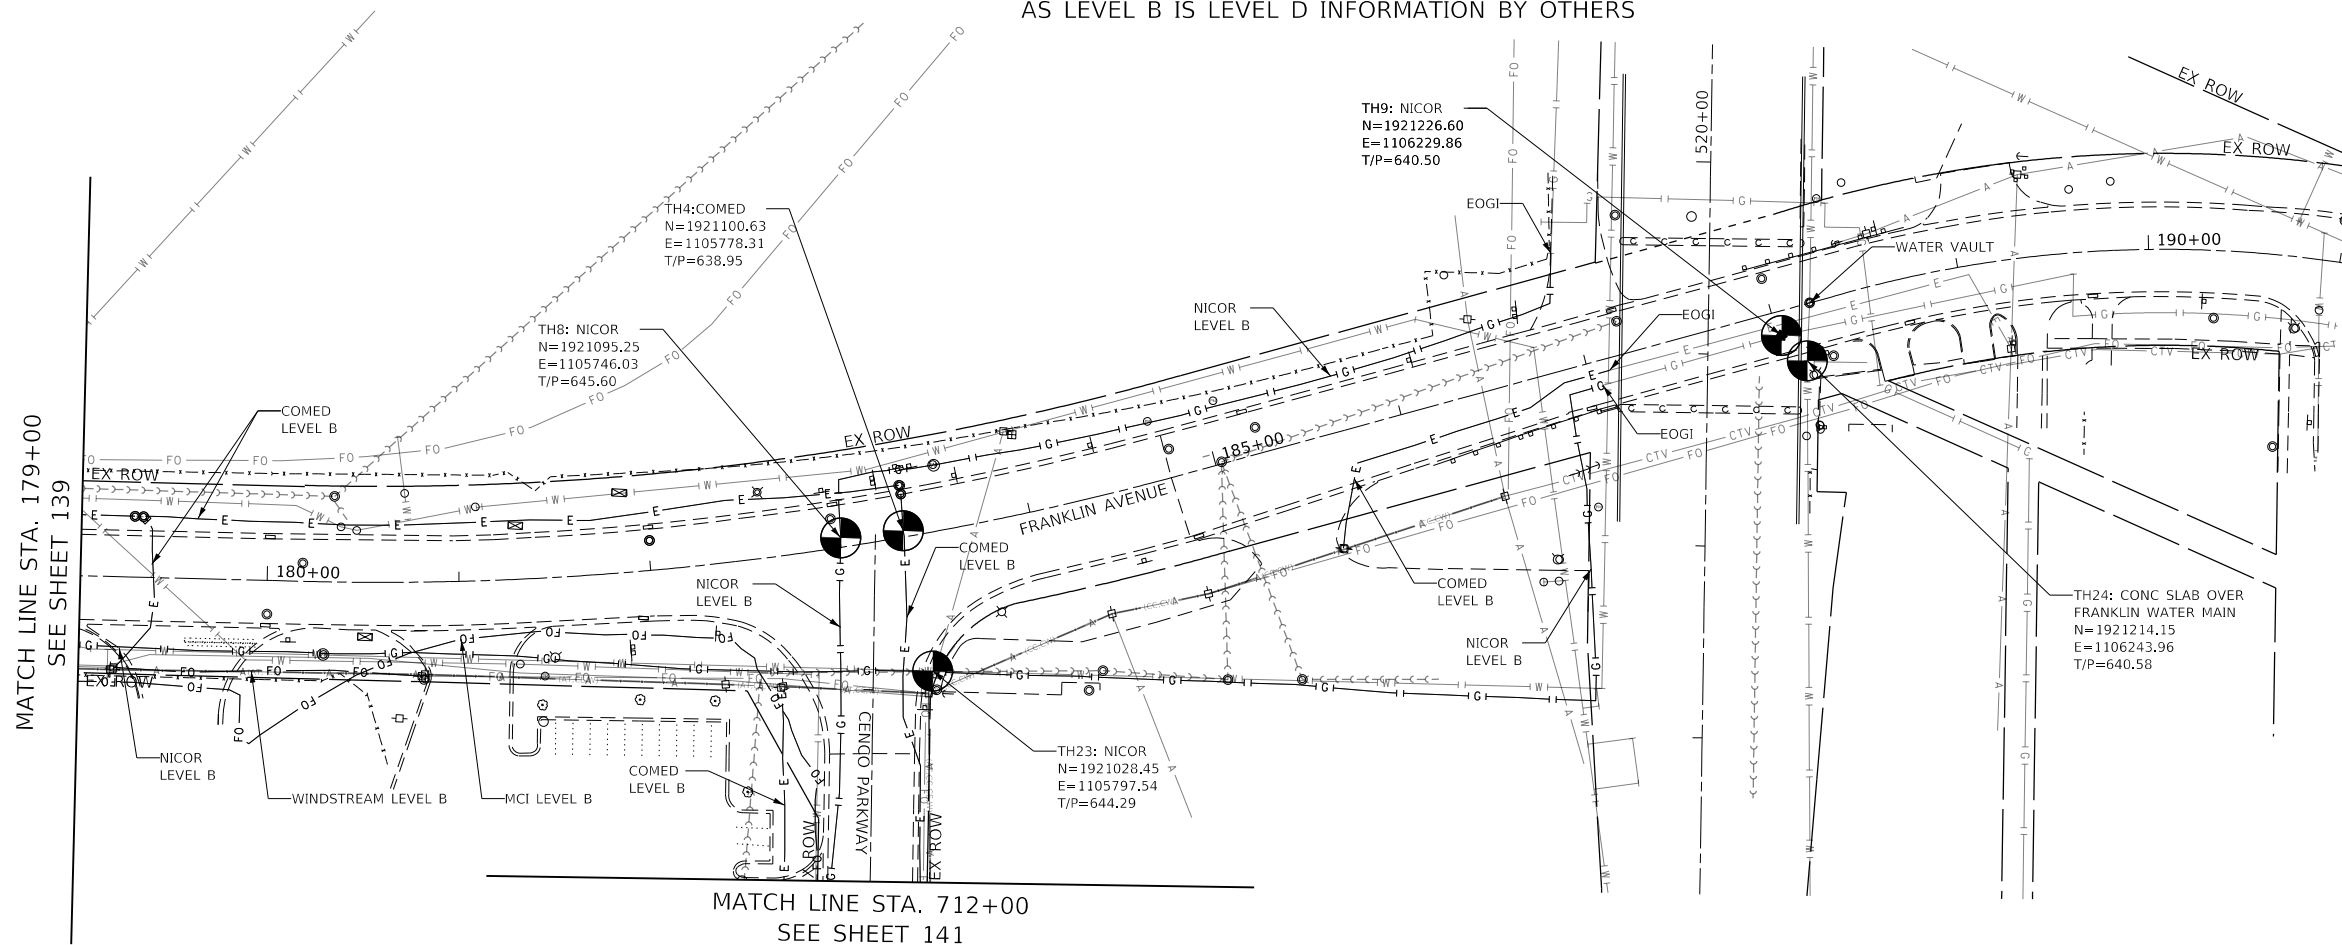 AS LEVEL B IS LEVEL D INFORMATION BY OTHERS
EX ROW
TH9: NICOR
N=1921226.60
E=1106229.86
T/P=640.50
520+00
EX ROW
EOGI
TH4:COMED
N=1921100.63
E=1105778.31
T/P=638.95
WATER VAULT
190+00
NICOR
LEVEL B
EOGI
TH8: NICOR
N=1921095.25
E=1105746.03
T/P=645.60
EX ROW
COMED
LEVEL B
EX ROW
185+00
EOGI
EX ROW
FRANKLIN AVENUE
MATCH LINE STA. 179+00
SEE SHEET 139
180+00
COMED
LEVEL B
NICOR
LEVEL B
COMED
LEVEL B
TH24: CONC SLAB OVER
FRANKLIN WATER MAIN
N=1921214.15
E=1106243.96
T/P=640.58
NICOR
LEVEL B
EX ROW
NICOR
LEVEL B
WINDSTREAM LEVEL B
MCI LEVEL B
COMED
LEVEL B
CENCO PARKWAY
TH23: NICOR
N=1921028.45
E=1105797.54
T/P=644.29
EX ROW
EX ROW
MATCH LINE STA. 712+00
SEE SHEET 141